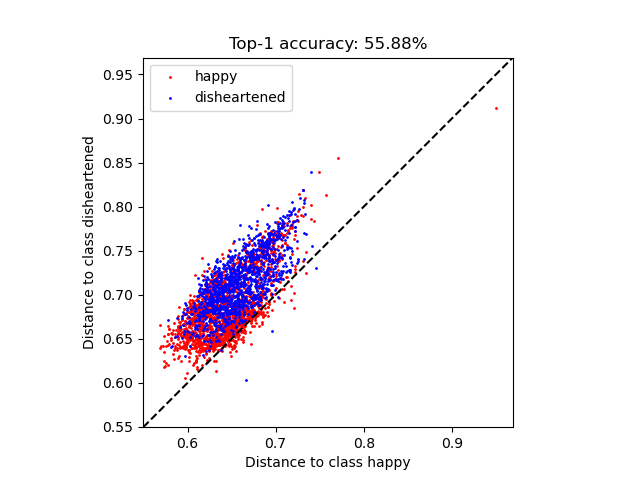 Top-1 accuracy: 55.88%
happy
disheartened
0.95
0.90
0.85
0.80
0.75
0.70
0.65
0.60
0.55
Distance to class disheartened
0.6 0.7 0.8 0.9
Distance to class happy